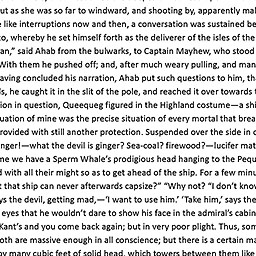 ut as she was so far to windward, and shooting by, apparently mak
e like interruptions now and then, a conversation was sustained be
to, whereby he set himself forth as the deliverer of the isles of the
an," said Ahab from the bulwarks, to Captain Mayhew, who stood
With them he pushed off; and, after much weary pulling, and man
aving concluded his narration, Ahab put such questions to him, th
s, he caught it in the slit of the pole, and reached it over towards
ion in question, Queequeg figured in the Highland costume—a shi
uation of mine was the precise situation of every mortal that brea
rovided with still another protection. Suspended over the side in o
nger!—what the devil is ginger? Sea-coal? firewood?—lucifer mat
me we have a Sperm Whale's prodigious head hanging to the Pequ
d with all their might so as to get ahead of the ship. For a few minu
t that ship can never afterwards capsize?" "Why not? "I don't know
ys the devil, getting mad,—'I want to use him.' 'Take him,' says the
eyes that he wouldn't dare to show his face in the admiral's cabin
Kant's and you come back again; but in very poor plight. Thus, som
oth are massive enough in all conscience; but there is a certain ma
y many cubic feet of solid head, which towers between them like